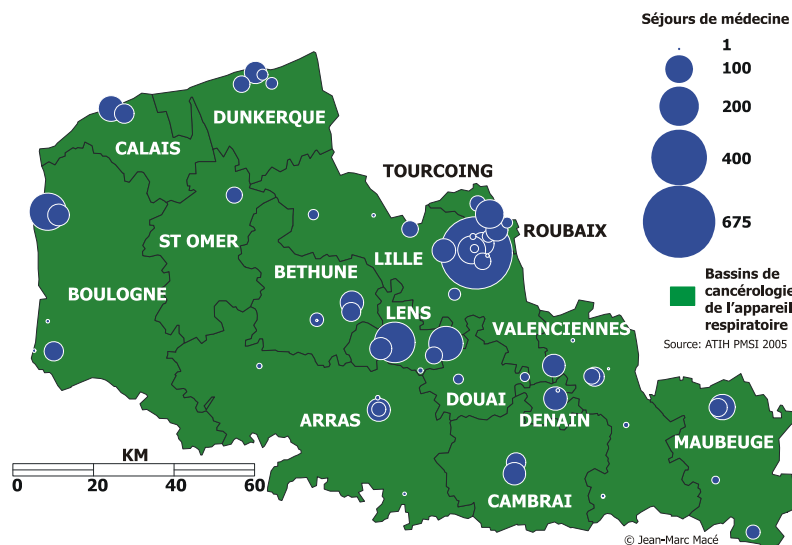 Séjours de médecine
1
100
200
400
675
DUNKERQUE
CALAIS
TOURCOING
ROUBAIX
ST OMER
LILLE
BETHUNE
BOULOGNE
LENS
VALENCIENNES
Bassins de
cancérologie
de l'appareil
respiratoire
Source: ATIH PMSI 2005
DOUAI
ARRAS
DENAIN
MAUBEUGE
CAMBRAI
KM
0 20 40 60
© Jean-Marc Macé